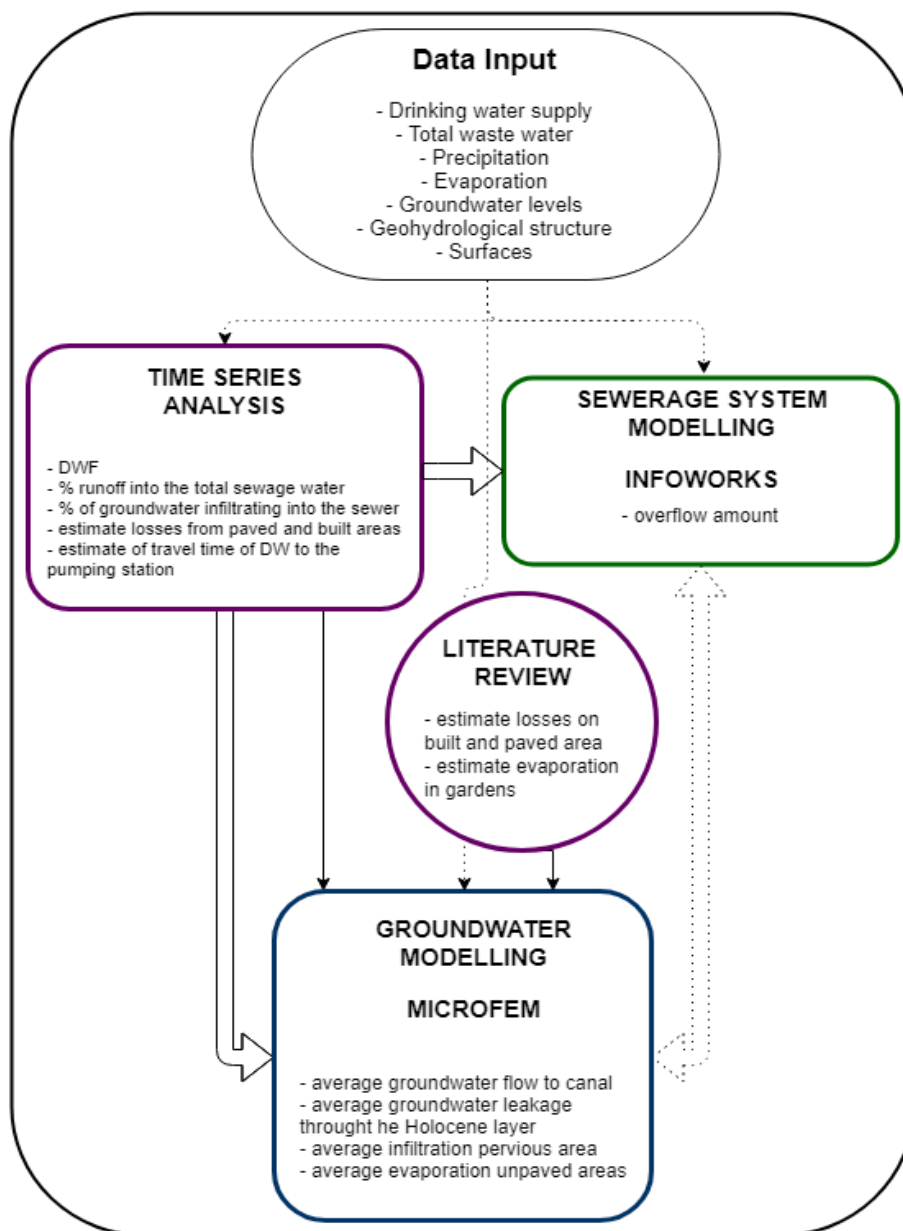 Data Input
- Drinking water supply
- Total waste water
- Precipitation
- Evaporation
- Groundwater levels
- Geohydrological structure
- Surfaces
TIME SERIES
ANALYSIS
- DWF
- % runoff into the total sewage water
- % of groundwater infiltrating into the sewer
- estimate losses from paved and built areas
- estimate of travel time of DW to the
pumping station
SEWERAGE SYSTEM
MODELLING
INFOWORKS
- overflow amount
LITERATURE
REVIEW
- estimate losses on
built and paved area
- estimate evaporation
in gardens
GROUNDWATER
MODELLING
MICROFEM
- average groundwater flow to canal
- average groundwater leakage
throught he Holocene layer
- average infiltration pervious area
- average evaporation unpaved areas